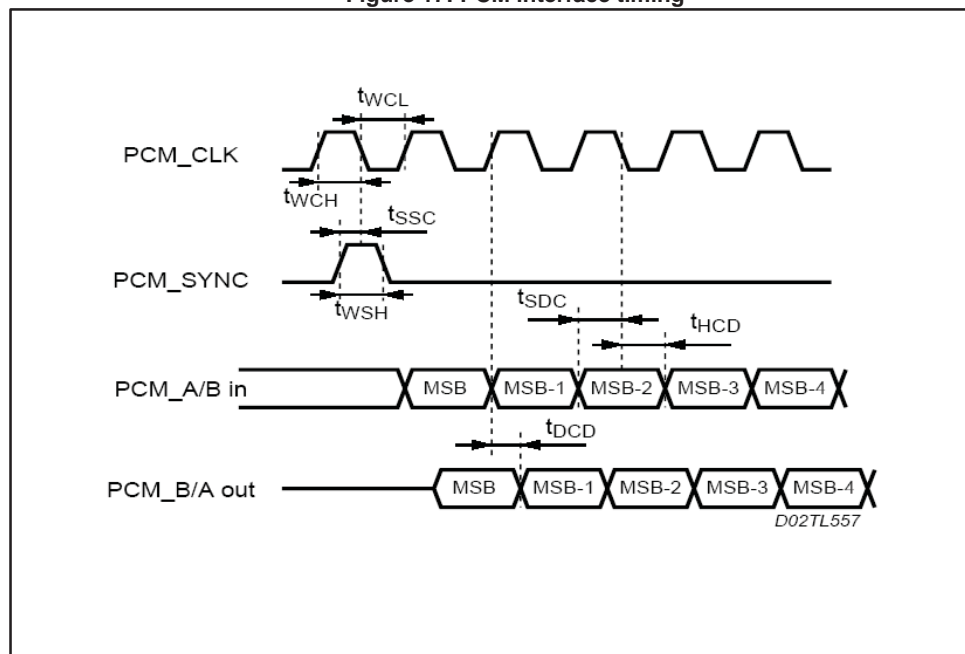 Figure 17. PCM interface timing
tWCL
PCM_CLK
tWCH
tSSC
PCM_SYNC
tWSH
tSDC
tHCD
PCM_A/B in
MSB MSB-1 MSB-2 MSB-3 MSB-4
tDCD
PCM_B/A out
MSB MSB-1 MSB-2 MSB-3 MSB-4
D02TL557